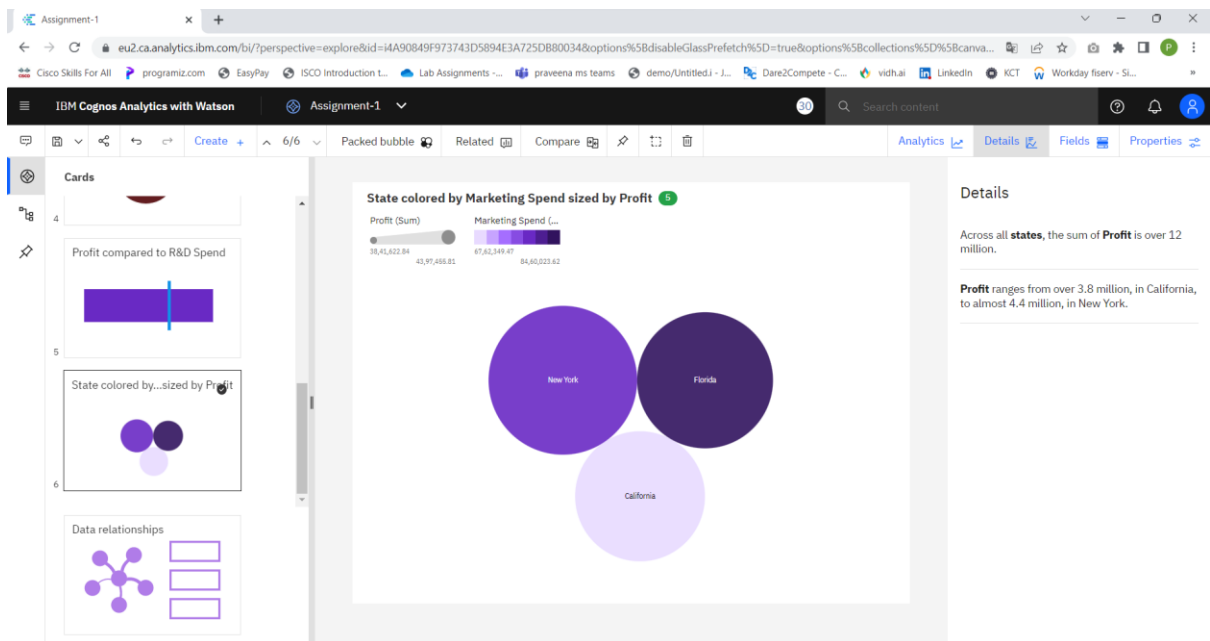 Assignment-1
eu2.ca.analytics.ibm.com/bi/?perspective=explore&id=i4A90849F973743D5894E3A725DB80034&options%5BdisableGlassPrefetch%5D=true&options%5Bcollections%5D%5Bcanva...
P
Cisco Skills For All programiz.com EasyPay ISCO Introduction t... Lab Assignments -... praveena ms teams demo/Untitled.i - J... Dare2Compete - C... vidh.ai LinkedIn KCT Workday fiserv - Si... »
IBM Cognos Analytics with Watson Assignment-1 30 Search content
Create + 6/6 Packed bubble Related Compare Analytics Details Fields Properties
Cards
4
Profit compared to R&D Spend
5
State colored by...sized by Profit
6
Data relationships
State colored by Marketing Spend sized by Profit 5
Profit (Sum) Marketing Spend (...
38,41,622.84 67,62,349.47
43,97,455.81 84,60,023.62
New York Florida
California
Details
Across all states, the sum of Profit is over 12
million.
Profit ranges from over 3.8 million, in California,
to almost 4.4 million, in New York.